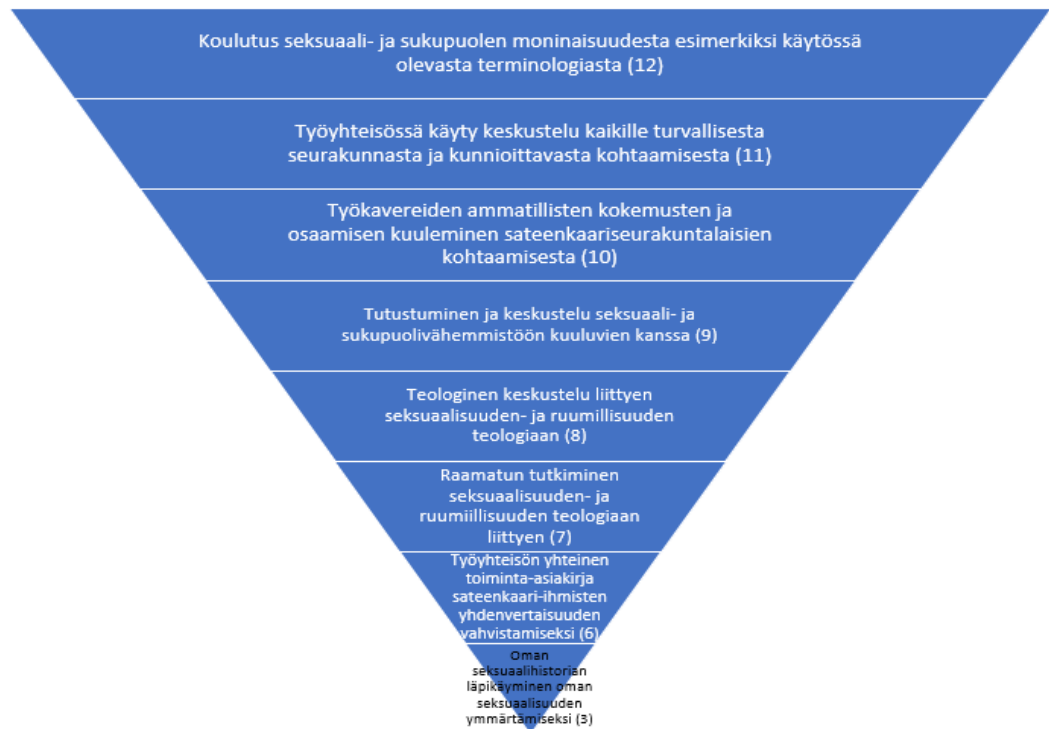 Koulutus seksuaali- ja sukupuolen moninaisuudesta esimerkiksi käytössä
olevasta terminologiasta (12)
Työyhteisössä käyty keskustelu kaikille turvallisesta
seurakunnasta ja kunnioittavasta kohtaamisesta (11)
Työkavereiden ammatillisten kokemusten ja
osaamisen kuuleminen sateenkaariseurakuntalaisien
kohtaamisesta (10)
Tutustuminen ja keskustelu seksuaali- ja
sukupuolivähemmistöön kuuluvien kanssa (9)
Teologinen keskustelu liittyen
seksuaalisuuden- ja ruumillisuuden
teologiaan (8)
Raamatun tutkiminen
seksuaalisuuden- ja
ruumiillisuuden teologiaan
liittyen (7)
Työyhteisön yhteinen
toiminta-asiakirja
sateenkaari-ihmisten
yhdenvertaisuuden
vahvistamiseksi (6)
Oman
seksuaalihistorian
läpikäyminen oman
seksuaalisuuden
ymmärtämiseksi (3)